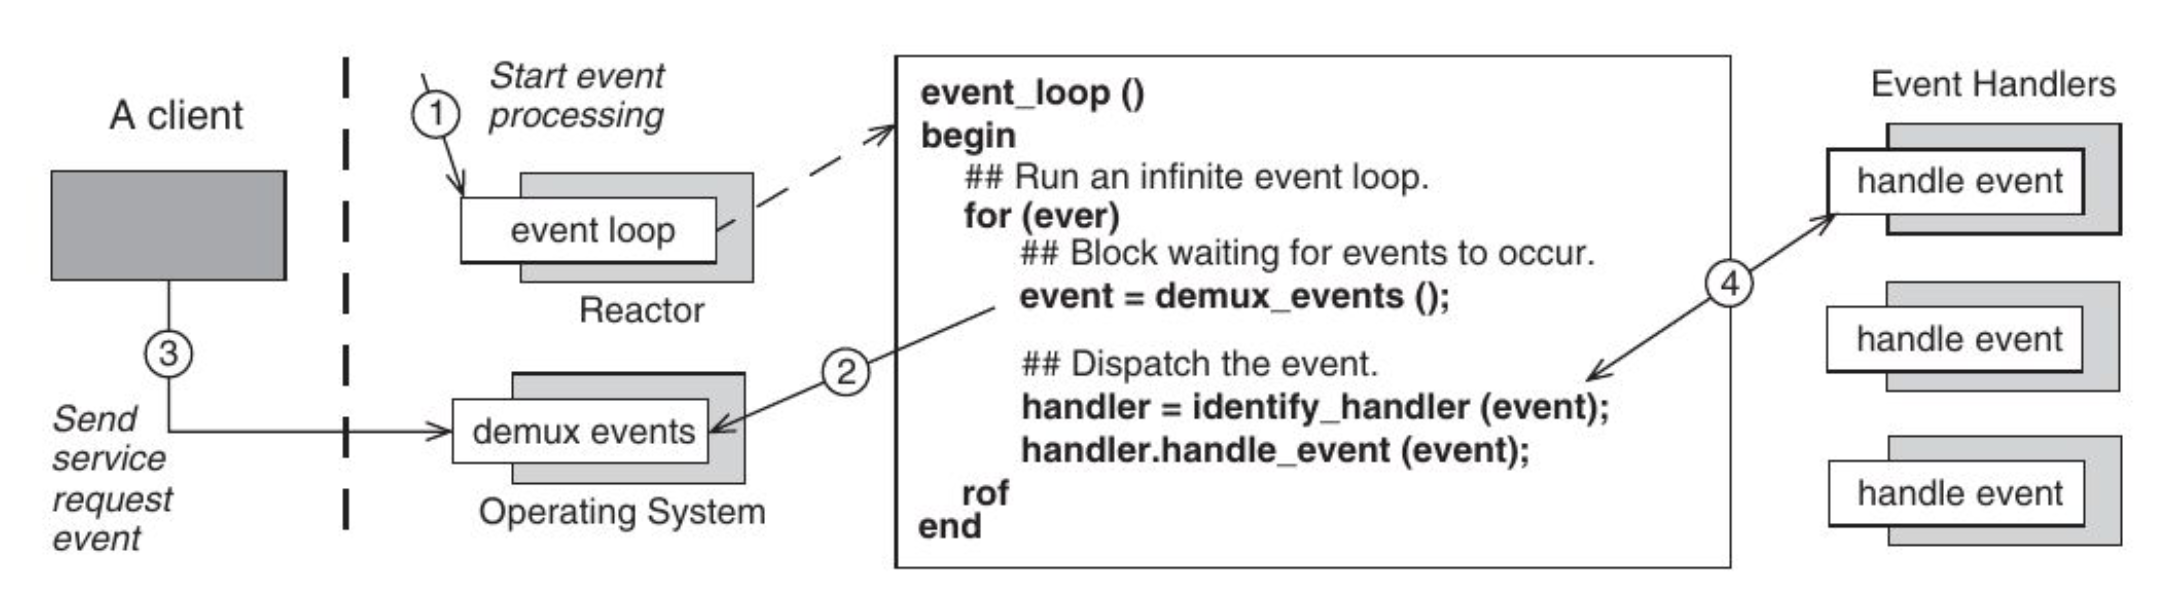 A client
3
Send
service
request
event
1
Start event
processing
event loop
Reactor
2
demux events
Operating System
event_loop ()
begin
## Run an infinite event loop.
for (ever)
## Block waiting for events to occur.
event = demux_events ();
## Dispatch the event.
handler = identify_handler (event);
handler.handle_event (event);
rof
end
4
Event Handlers
handle event
handle event
handle event